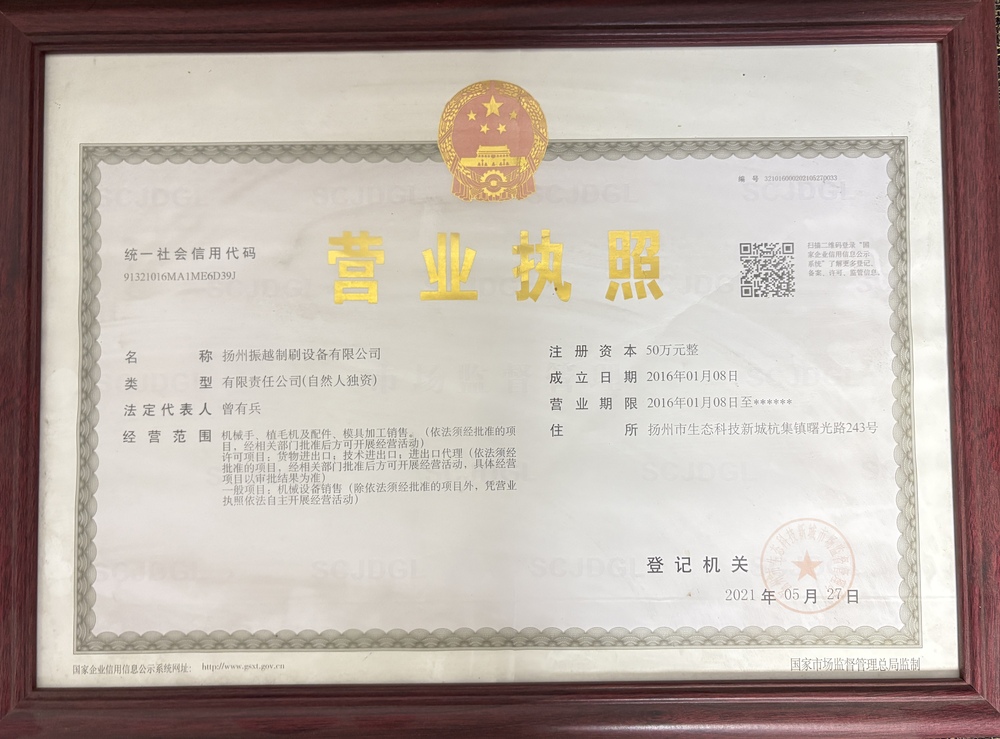 编 号 321016000202105270033
统一社会信用代码
91321016MA1ME6D39J
营业执照
扫描二维码登录“国
家企业信用信息公示
系统”了解更多登记、
备案、许可、监管信息。
名 称 扬州振越制刷设备有限公司
类 型 有限责任公司(自然人独资)
法定代表人 曾有兵
经营范围 机械手、植毛机及配件、模具加工销售。(依法须经批准的项
目,经相关部门批准后方可开展经营活动)
许可项目:货物进出口;技术进出口;进出口代理(依法须经
批准的项目,经相关部门批准后方可开展经营活动,具体经营
项目以审批结果为准)
一般项目:机械设备销售(除依法须经批准的项目外,凭营业
执照依法自主开展经营活动)
注册资本 50万元整
成立日期 2016年01月08日
营业期限 2016年01月08日至******
住 所 扬州市生态科技新城杭集镇曙光路243号
登记机关
2021 年 05 月 27 日
国家企业信用信息公示系统网址: http://www.gsxt.gov.cn
国家市场监督管理总局监制